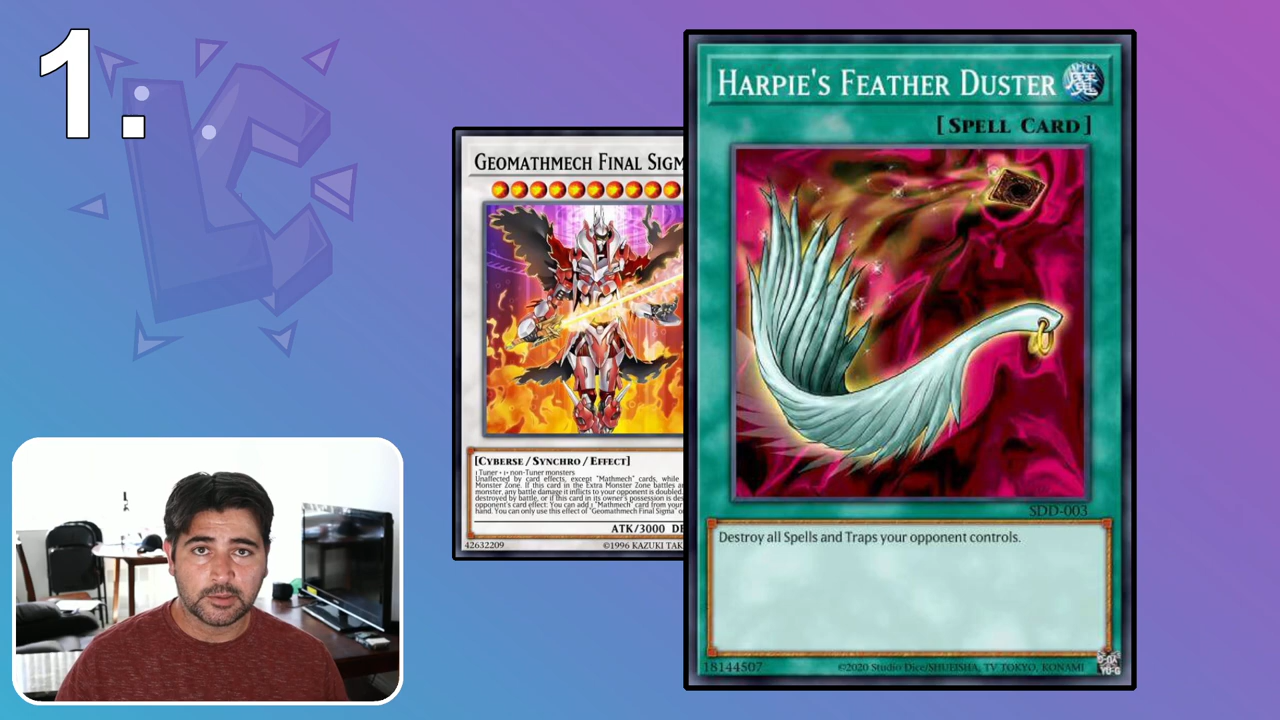 1.
GEOMATHMECH FINAL SIGM
[CYBERSE / SYNCHRO / EFFECT]
1 Tuner + 1+ non-Tuner monsters
Unaffected by card effects, except "Mathmech" cards, while
Monster Zone. If this card in the Extra Monster Zone battles a
monster, any battle damage it inflicts to your opponent is doubled.
destroyed by battle, or if this card in its owner's possession is des
opponent's card effect: You can add 1 "Mathmech" card from your
hand. You can only use this effect of "Geomathmech Final Sigma" o
ATK/3000 DE
42632209
©1996 KAZUKI TAK
HARPIE'S FEATHER DUSTER
魔
[SPELL CARD]
SDD-003
Destroy all Spells and Traps your opponent controls.
18144507
©2020 Studio Dice/SHUEISHA, TV TOKYO, KONAMI